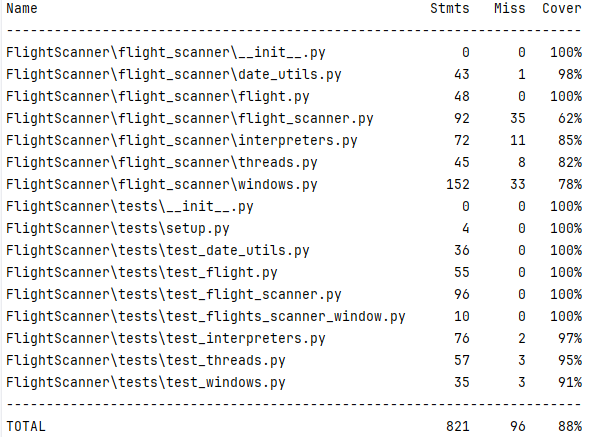 Name Stmts Miss Cover
--------------------------------------------------------------------------
FlightScanner\flight_scanner\__init__.py 0 0 100%
FlightScanner\flight_scanner\date_utils.py 43 1 98%
FlightScanner\flight_scanner\flight.py 48 0 100%
FlightScanner\flight_scanner\flight_scanner.py 92 35 62%
FlightScanner\flight_scanner\interpreters.py 72 11 85%
FlightScanner\flight_scanner\threads.py 45 8 82%
FlightScanner\flight_scanner\windows.py 152 33 78%
FlightScanner\tests\__init__.py 0 0 100%
FlightScanner\tests\setup.py 4 0 100%
FlightScanner\tests\test_date_utils.py 36 0 100%
FlightScanner\tests\test_flight.py 55 0 100%
FlightScanner\tests\test_flight_scanner.py 96 0 100%
FlightScanner\tests\test_flights_scanner_window.py 10 0 100%
FlightScanner\tests\test_interpreters.py 76 2 97%
FlightScanner\tests\test_threads.py 57 3 95%
FlightScanner\tests\test_windows.py 35 3 91%
--------------------------------------------------------------------------
TOTAL 821 96 88%